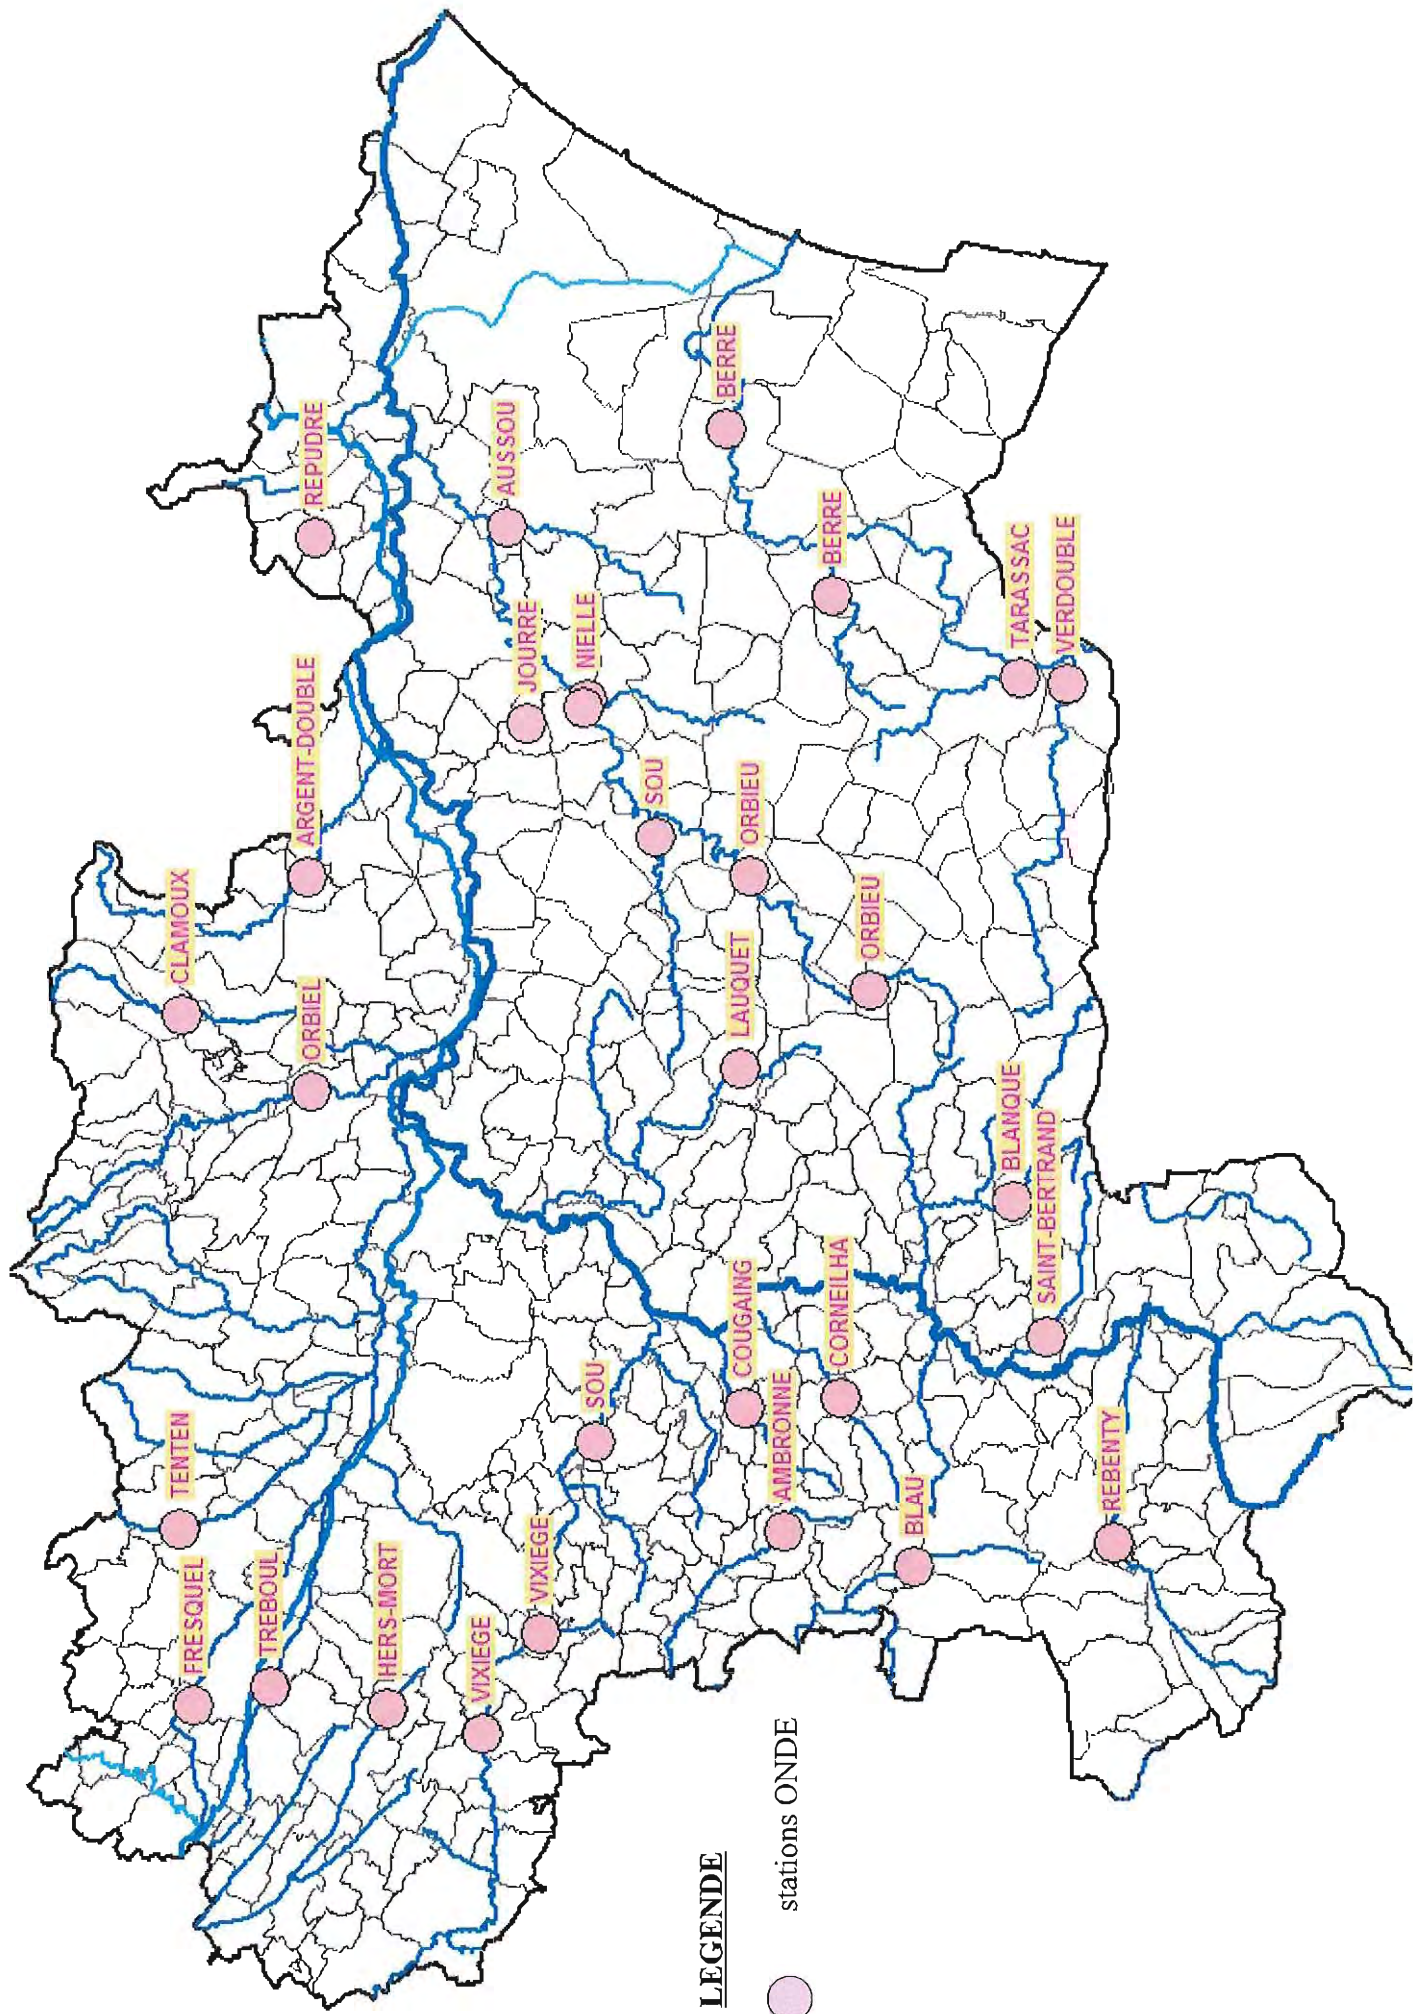 REPUDRE
ARGENT-DOUBLE
CLAMOUX
ORBIEL
TENTEN
FRESQUEL
TREBOUL
HERS-MORT
VIXIEGE
VIXIEGE
SOU
AUSSOU
JOURRE
NIELLE
SOU
BERRE
BERRE
ORBIEU
ORBIEU
LAUQUET
TARASSAC
VERDOUBLE
COUGAING
AMBRONNE
CORNEILHA
BLAU
BLANQUE
SAINT-BERTRAND
REBENTY
LEGENDE
stations ONDE